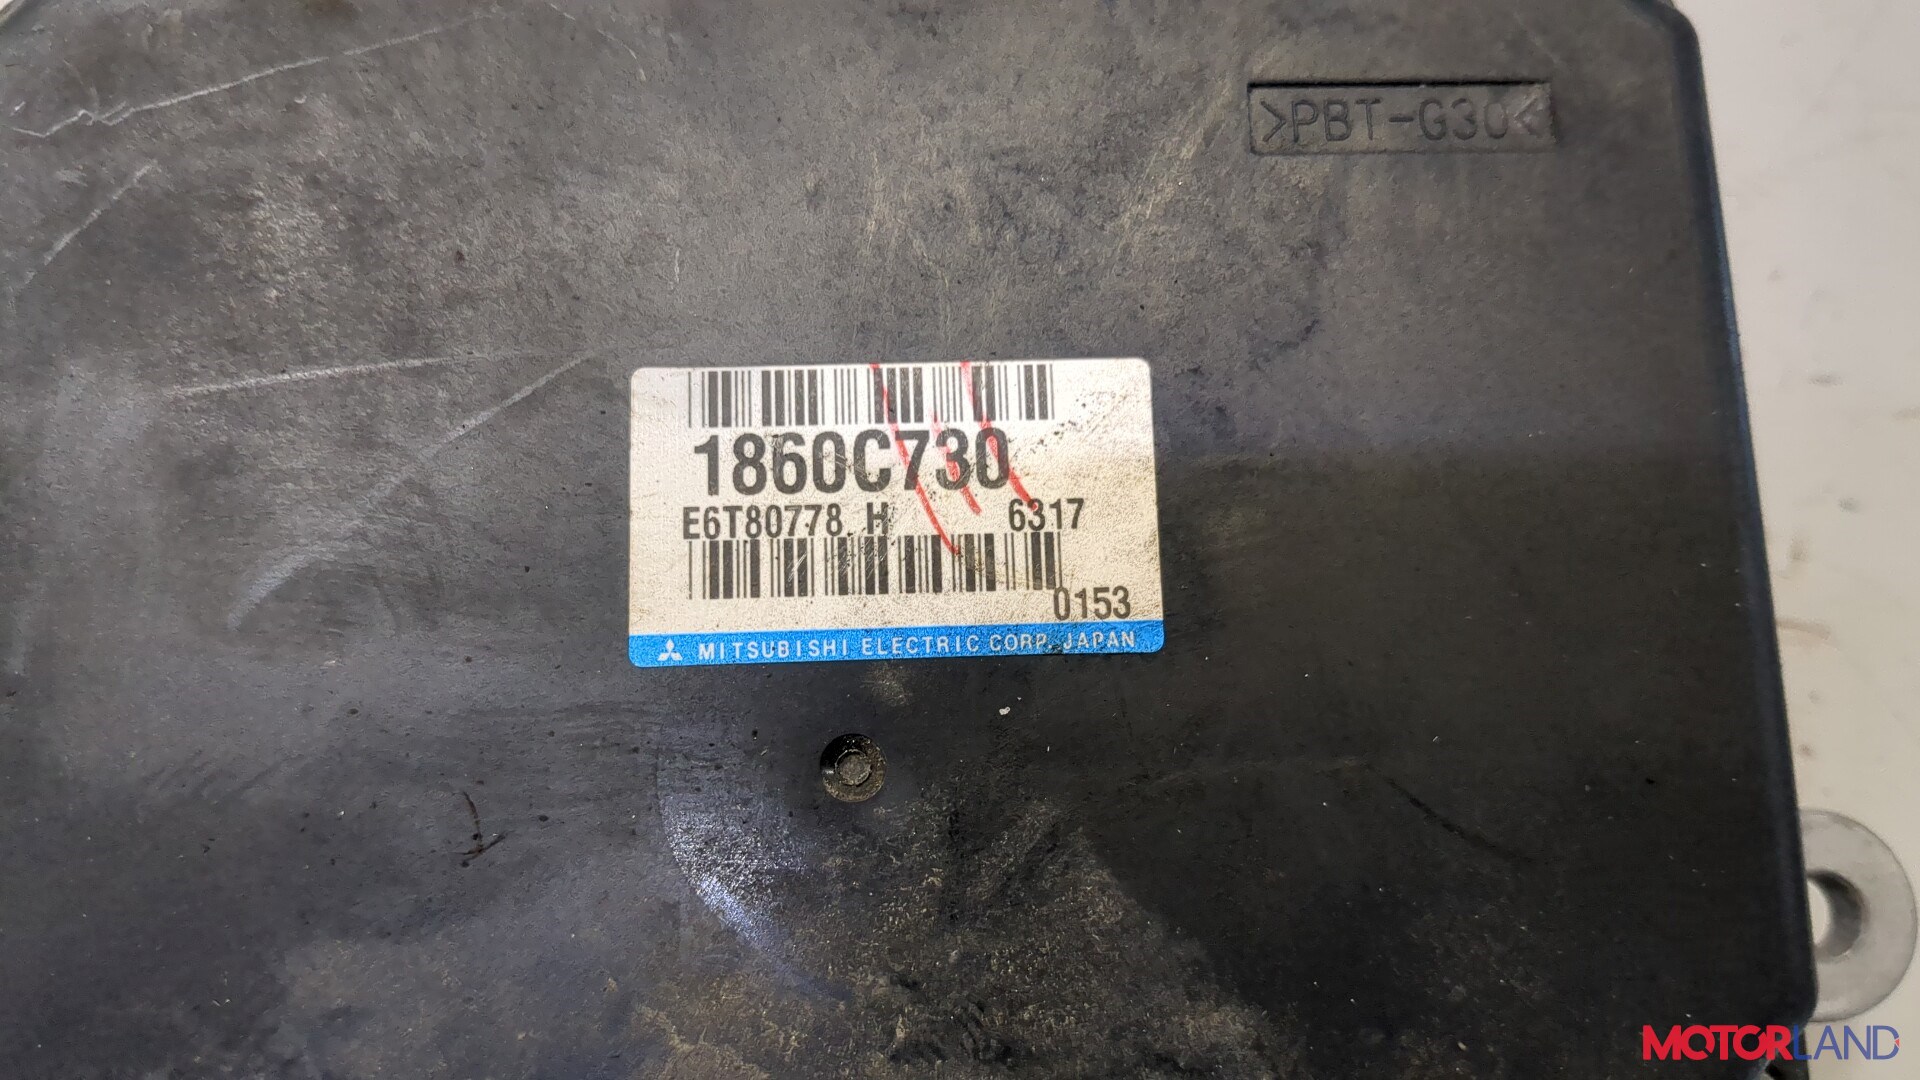 >PBT-G30<
1860C730
E6T80778 H 6317
0153
MITSUBISHI ELECTRIC CORP. JAPAN
MOTORLAND